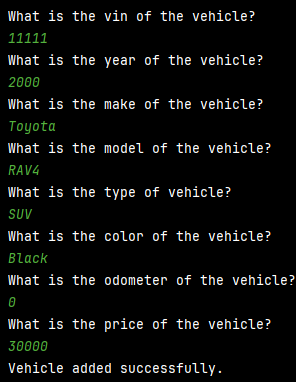 What is the vin of the vehicle?
11111
What is the year of the vehicle?
2000
What is the make of the vehicle?
Toyota
What is the model of the vehicle?
RAV4
What is the type of vehicle?
SUV
What is the color of the vehicle?
Black
What is the odometer of the vehicle?
0
What is the price of the vehicle?
30000
Vehicle added successfully.